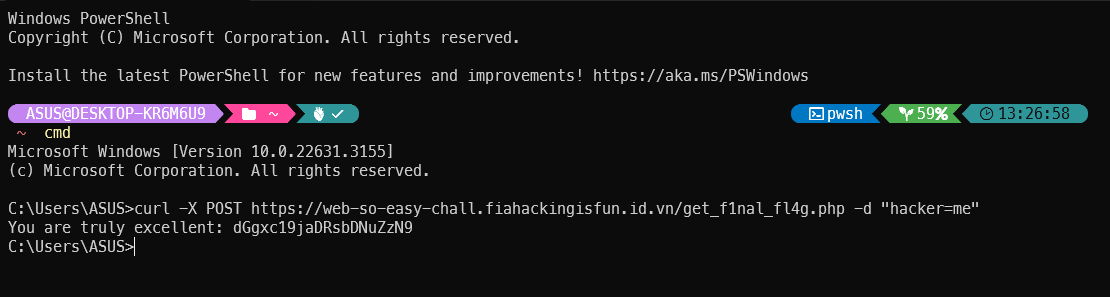 Windows PowerShell
Copyright (C) Microsoft Corporation. All rights reserved.
Install the latest PowerShell for new features and improvements! https://aka.ms/PSWindows
ASUS@DESKTOP-KR6M6U9 ~ pwsh 59% 13:26:58
~ cmd
Microsoft Windows [Version 10.0.22631.3155]
(c) Microsoft Corporation. All rights reserved.
C:\Users\ASUS>curl -X POST https://web-so-easy-chall.fiahackingisfun.id.vn/get_f1nal_fl4g.php -d "hacker=me"
You are truly excellent: dGgxc19jaDRsbDNuZzN9
C:\Users\ASUS>